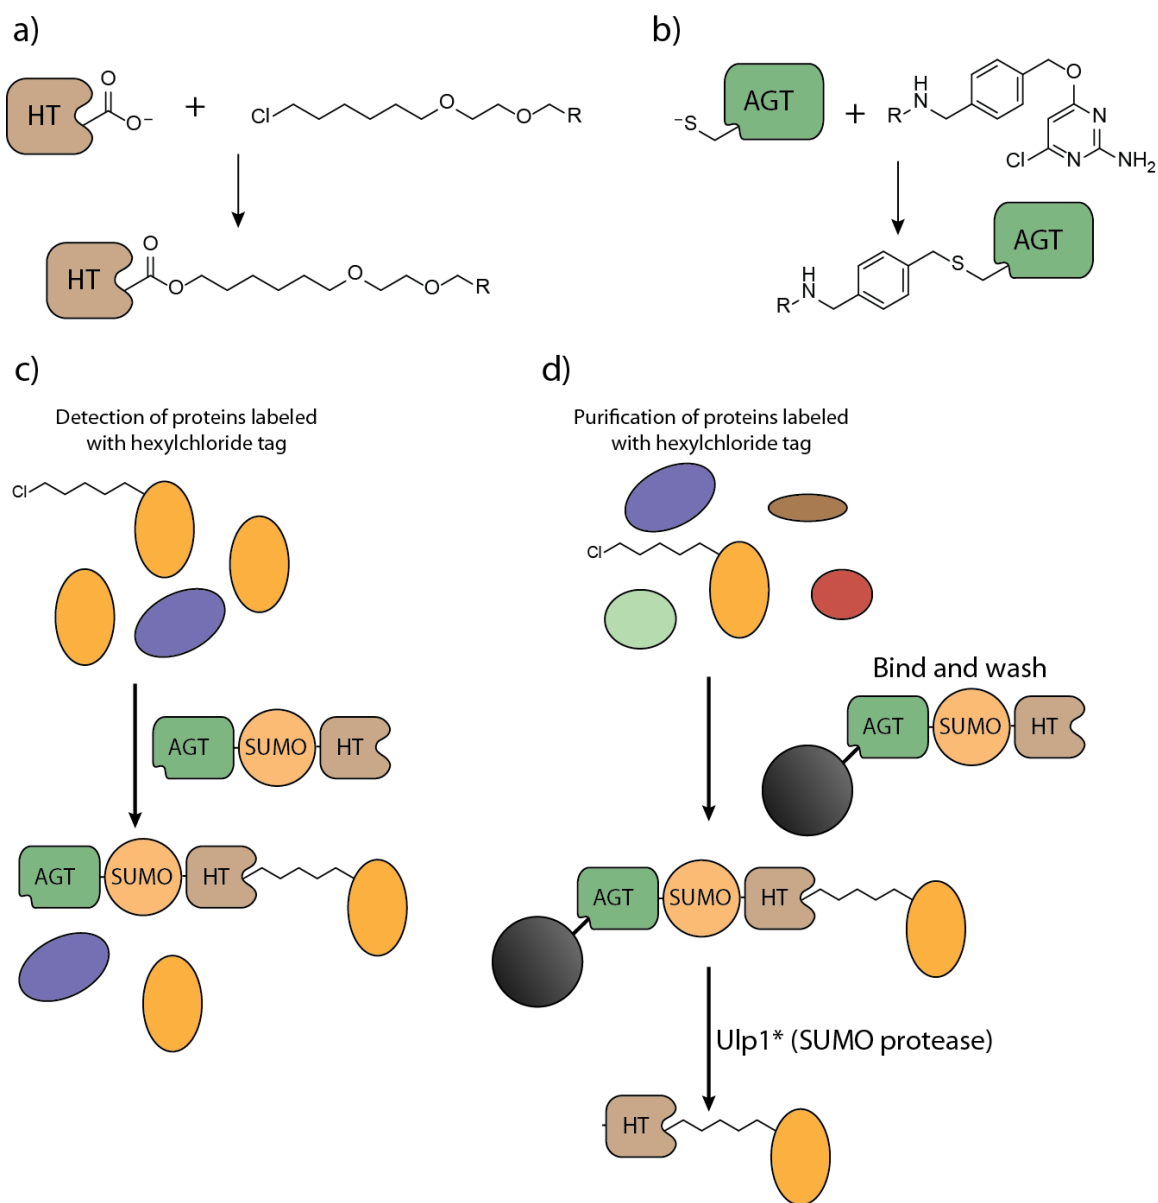 a)
HT
O
O⁻
+
Cl
O
O
R
HT
O
O
O
O
R
b)
⁻S
AGT
+
H
N
R
O
N
N
Cl
NH₂
H
N
R
S
AGT
c)
Detection of proteins labeled
with hexylchloride tag
Cl
AGT
SUMO
HT
AGT
SUMO
HT
d)
Purification of proteins labeled
with hexylchloride tag
Cl
Bind and wash
AGT
SUMO
HT
AGT
SUMO
HT
Ulp1* (SUMO protease)
HT